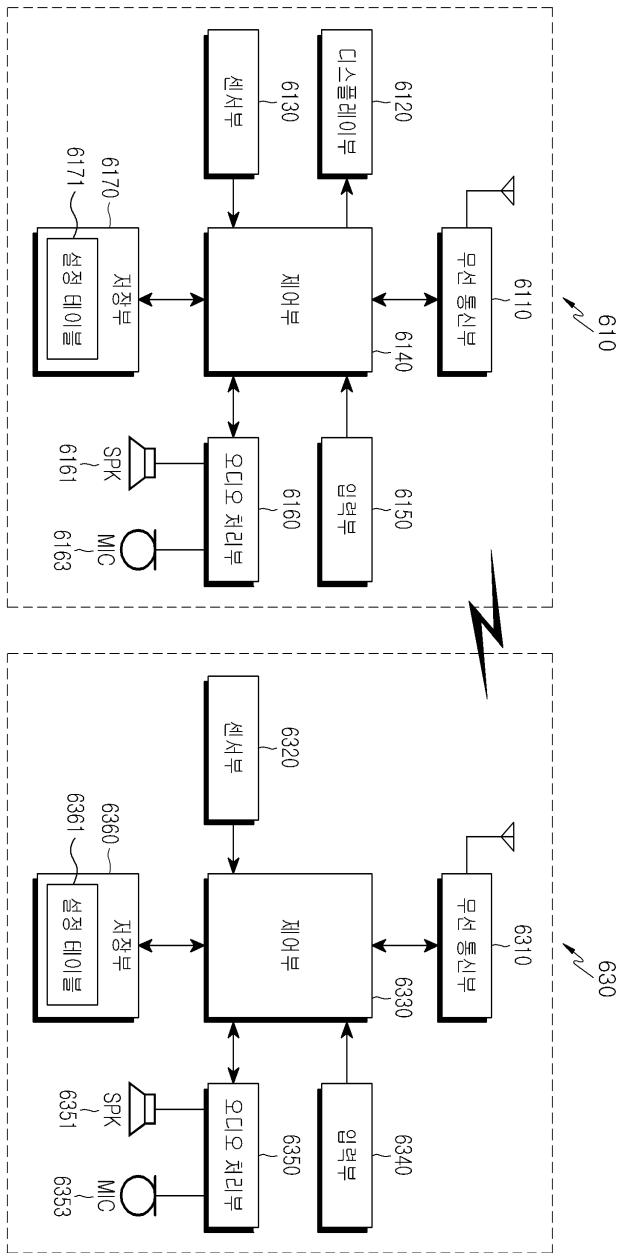 610
6110
무선 통신부
6120
디스플레이부
6130
센서부
6140
제어부
6150
입력부
6160
오디오 처리부
SPK
6161
MIC
6163
6170
저장부
6171
설정 테이블
630
6310
무선 통신부
6320
센서부
6330
제어부
6340
입력부
6350
오디오 처리부
SPK
6351
MIC
6353
6360
저장부
6361
설정 테이블